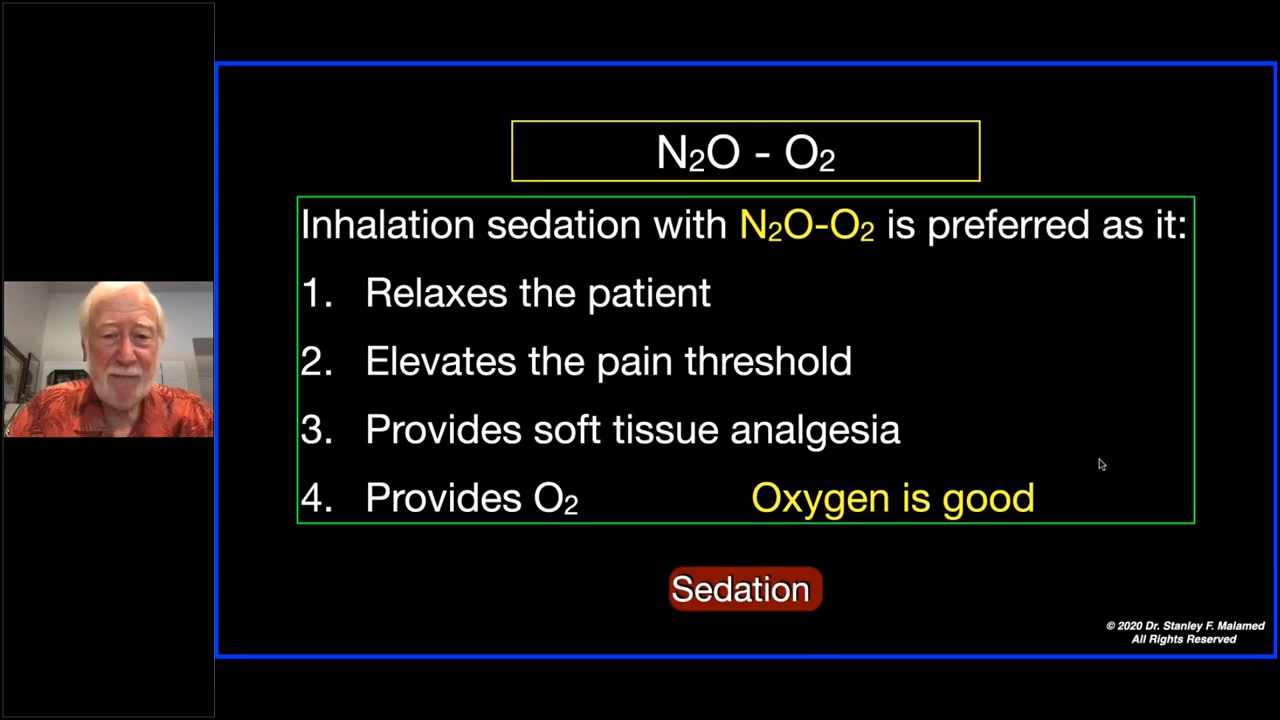 N₂O - O₂
Inhalation sedation with N₂O-O₂ is preferred as it:
1. Relaxes the patient
2. Elevates the pain threshold
3. Provides soft tissue analgesia
4. Provides O₂ Oxygen is good
Sedation
© 2020 Dr. Stanley F. Malamed
All Rights Reserved